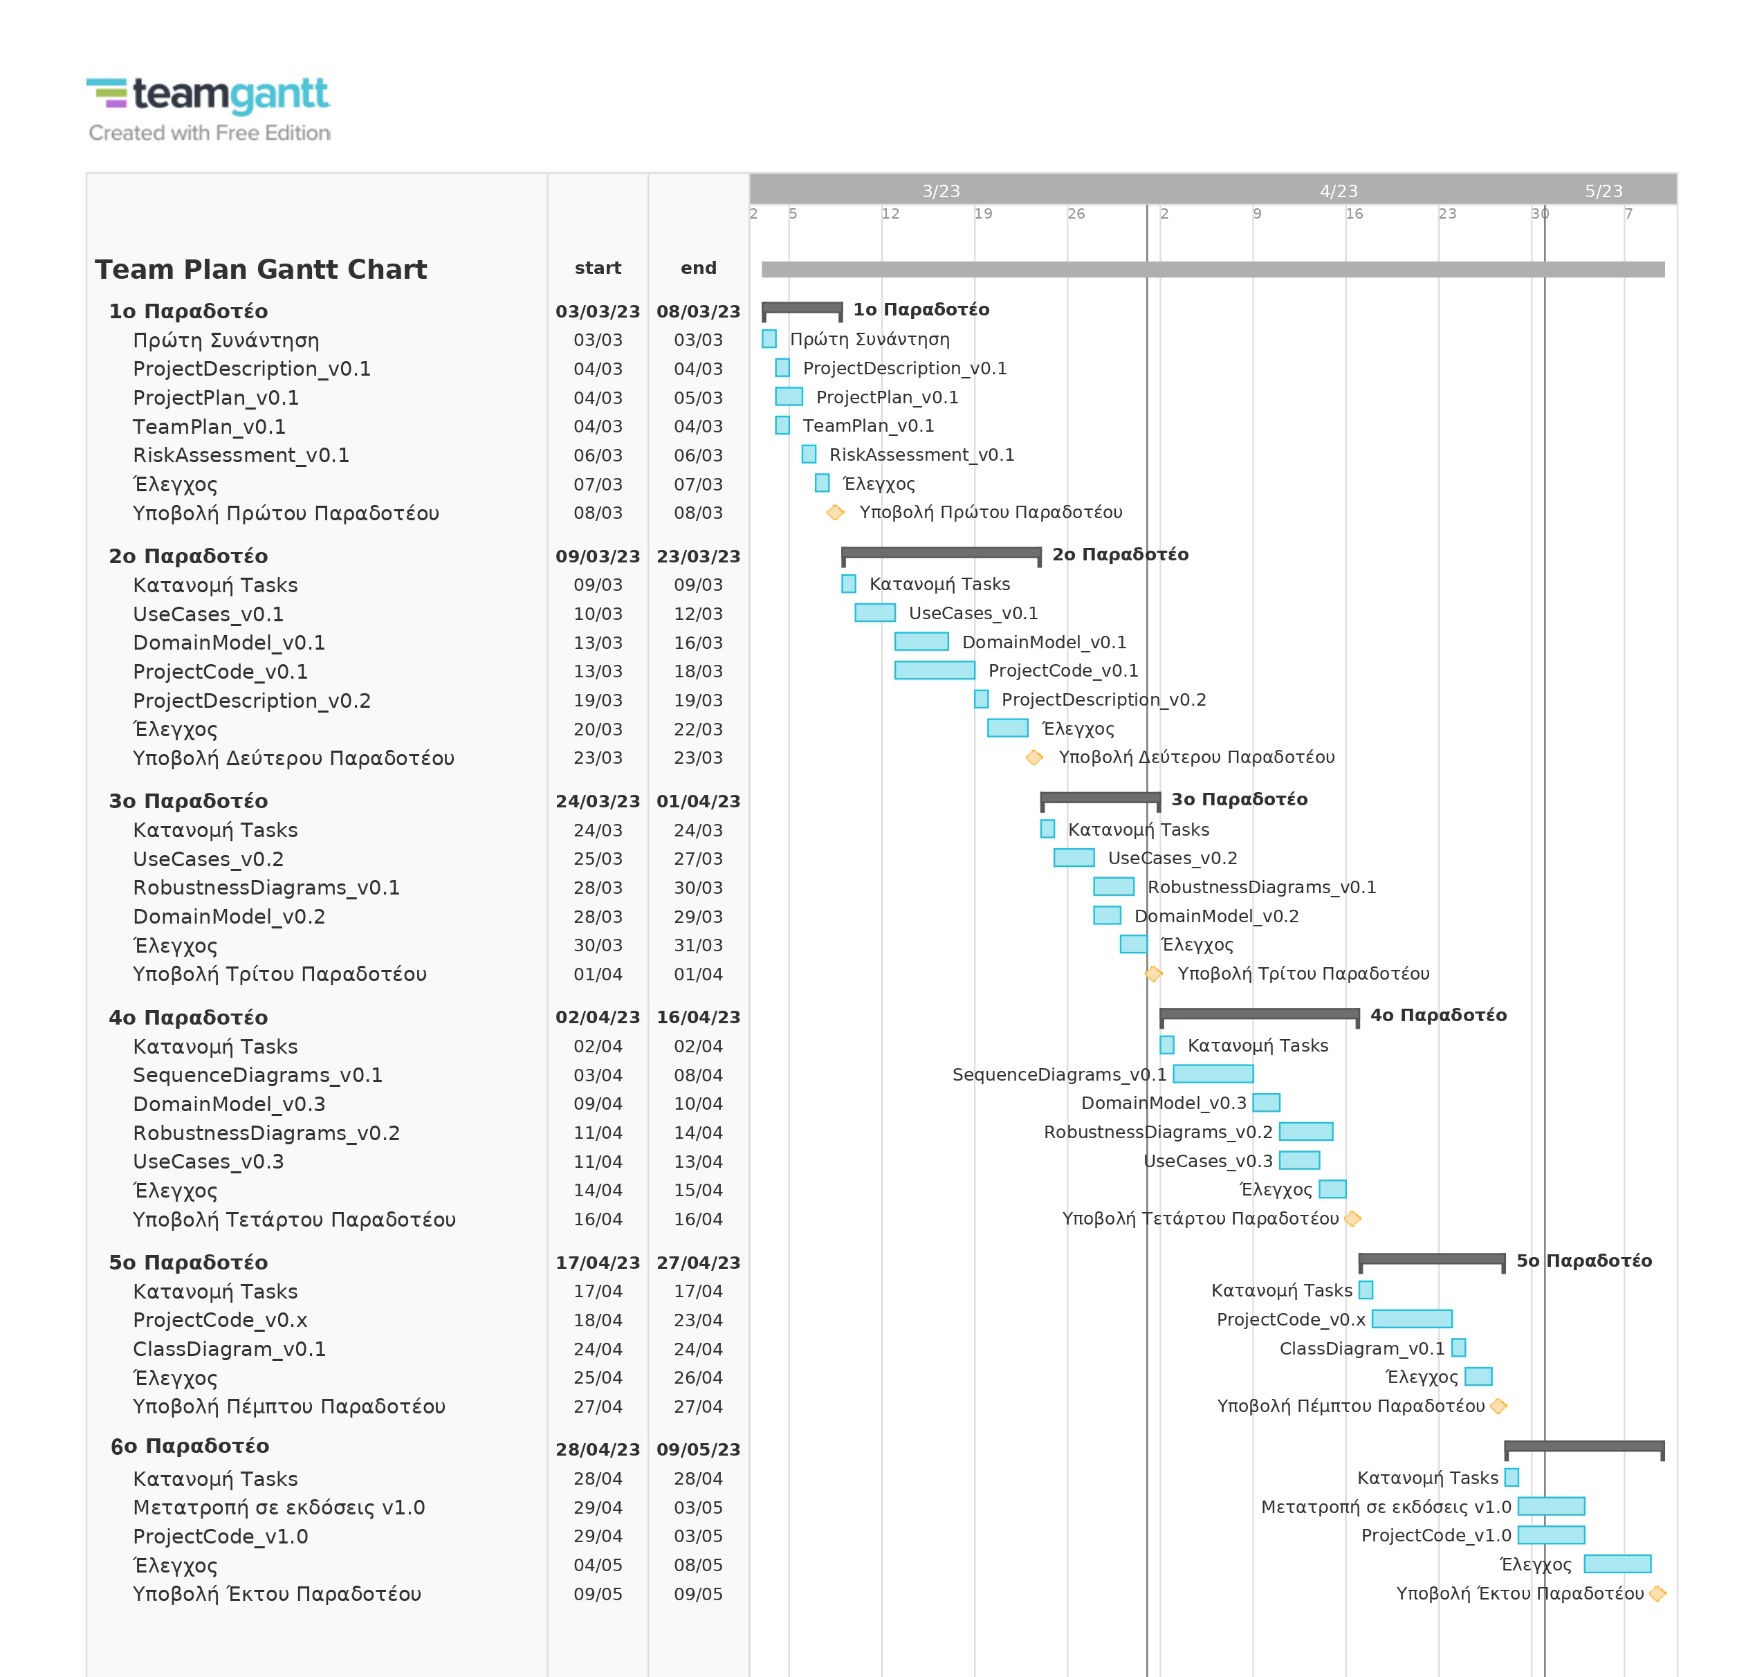 teamgantt
Created with Free Edition
3/23 4/23 5/23
2 5 12 19 26 2 9 16 23 30 7
Team Plan Gantt Chart start end
1ο Παραδοτέο 03/03/23 08/03/23 1ο Παραδοτέο
Πρώτη Συνάντηση 03/03 03/03 Πρώτη Συνάντηση
ProjectDescription_v0.1 04/03 04/03 ProjectDescription_v0.1
ProjectPlan_v0.1 04/03 05/03 ProjectPlan_v0.1
TeamPlan_v0.1 04/03 04/03 TeamPlan_v0.1
RiskAssessment_v0.1 06/03 06/03 RiskAssessment_v0.1
Έλεγχος 07/03 07/03 Έλεγχος
Υποβολή Πρώτου Παραδοτέου 08/03 08/03 Υποβολή Πρώτου Παραδοτέου
2ο Παραδοτέο 09/03/23 23/03/23 2ο Παραδοτέο
Κατανομή Tasks 09/03 09/03 Κατανομή Tasks
UseCases_v0.1 10/03 12/03 UseCases_v0.1
DomainModel_v0.1 13/03 16/03 DomainModel_v0.1
ProjectCode_v0.1 13/03 18/03 ProjectCode_v0.1
ProjectDescription_v0.2 19/03 19/03 ProjectDescription_v0.2
Έλεγχος 20/03 22/03 Έλεγχος
Υποβολή Δεύτερου Παραδοτέου 23/03 23/03 Υποβολή Δεύτερου Παραδοτέου
3ο Παραδοτέο 24/03/23 01/04/23 3ο Παραδοτέο
Κατανομή Tasks 24/03 24/03 Κατανομή Tasks
UseCases_v0.2 25/03 27/03 UseCases_v0.2
RobustnessDiagrams_v0.1 28/03 30/03 RobustnessDiagrams_v0.1
DomainModel_v0.2 28/03 29/03 DomainModel_v0.2
Έλεγχος 30/03 31/03 Έλεγχος
Υποβολή Τρίτου Παραδοτέου 01/04 01/04 Υποβολή Τρίτου Παραδοτέου
4ο Παραδοτέο 02/04/23 16/04/23 4ο Παραδοτέο
Κατανομή Tasks 02/04 02/04 Κατανομή Tasks
SequenceDiagrams_v0.1 03/04 08/04 SequenceDiagrams_v0.1
DomainModel_v0.3 09/04 10/04 DomainModel_v0.3
RobustnessDiagrams_v0.2 11/04 14/04 RobustnessDiagrams_v0.2
UseCases_v0.3 11/04 13/04 UseCases_v0.3
Έλεγχος 14/04 15/04 Έλεγχος
Υποβολή Τετάρτου Παραδοτέου 16/04 16/04 Υποβολή Τετάρτου Παραδοτέου
5ο Παραδοτέο 17/04/23 27/04/23 5ο Παραδοτέο
Κατανομή Tasks 17/04 17/04 Κατανομή Tasks
ProjectCode_v0.x 18/04 23/04 ProjectCode_v0.x
ClassDiagram_v0.1 24/04 24/04 ClassDiagram_v0.1
Έλεγχος 25/04 26/04 Έλεγχος
Υποβολή Πέμπτου Παραδοτέου 27/04 27/04 Υποβολή Πέμπτου Παραδοτέου
6ο Παραδοτέο 28/04/23 09/05/23
Κατανομή Tasks 28/04 28/04 Κατανομή Tasks
Μετατροπή σε εκδόσεις v1.0 29/04 03/05 Μετατροπή σε εκδόσεις v1.0
ProjectCode_v1.0 29/04 03/05 ProjectCode_v1.0
Έλεγχος 04/05 08/05 Έλεγχος
Υποβολή Έκτου Παραδοτέου 09/05 09/05 Υποβολή Έκτου Παραδοτέου